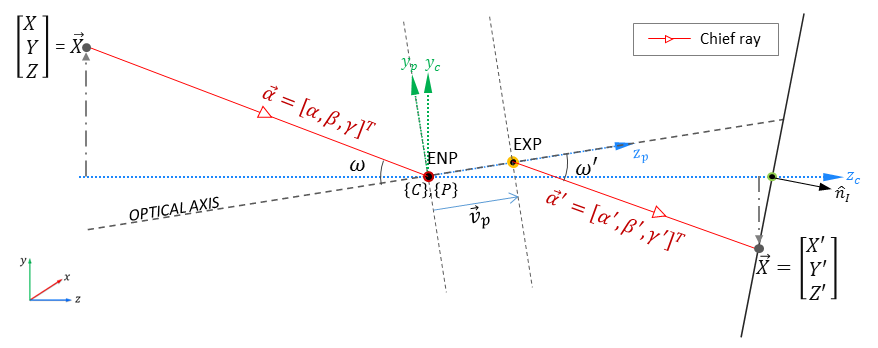 Chief ray
[X
Y
Z] = X⃗
y_p y_c
α⃗ = [α,β,γ]^T
ENP
EXP
z_p
ω
ω′
z_c
{C},{P}
n̂_I
OPTICAL AXIS
v⃗_p
α⃗′ = [α′,β′,γ′]^T
X⃗ = [X′
Y′
Z′]
y
x
z